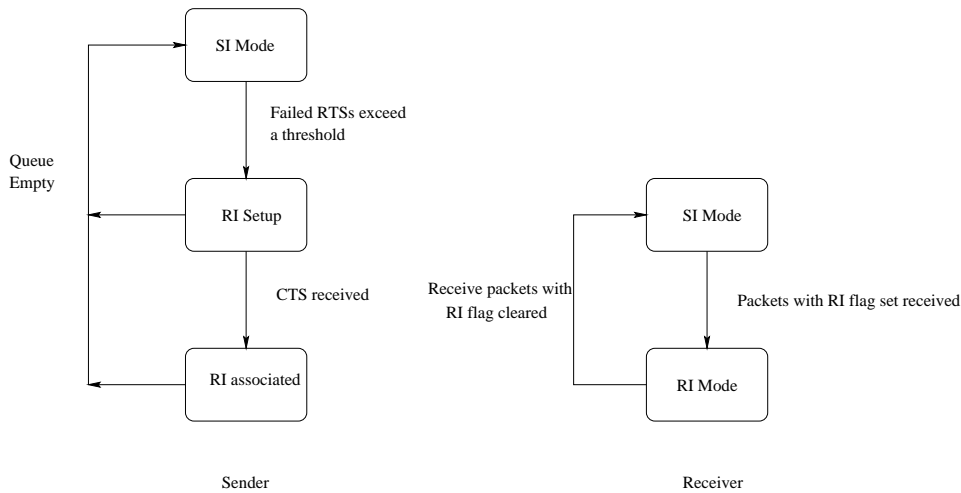 SI Mode
Failed RTSs exceed
a threshold
Queue
Empty
RI Setup
CTS received
RI associated
Sender
SI Mode
Receive packets with
RI flag cleared
Packets with RI flag set received
RI Mode
Receiver